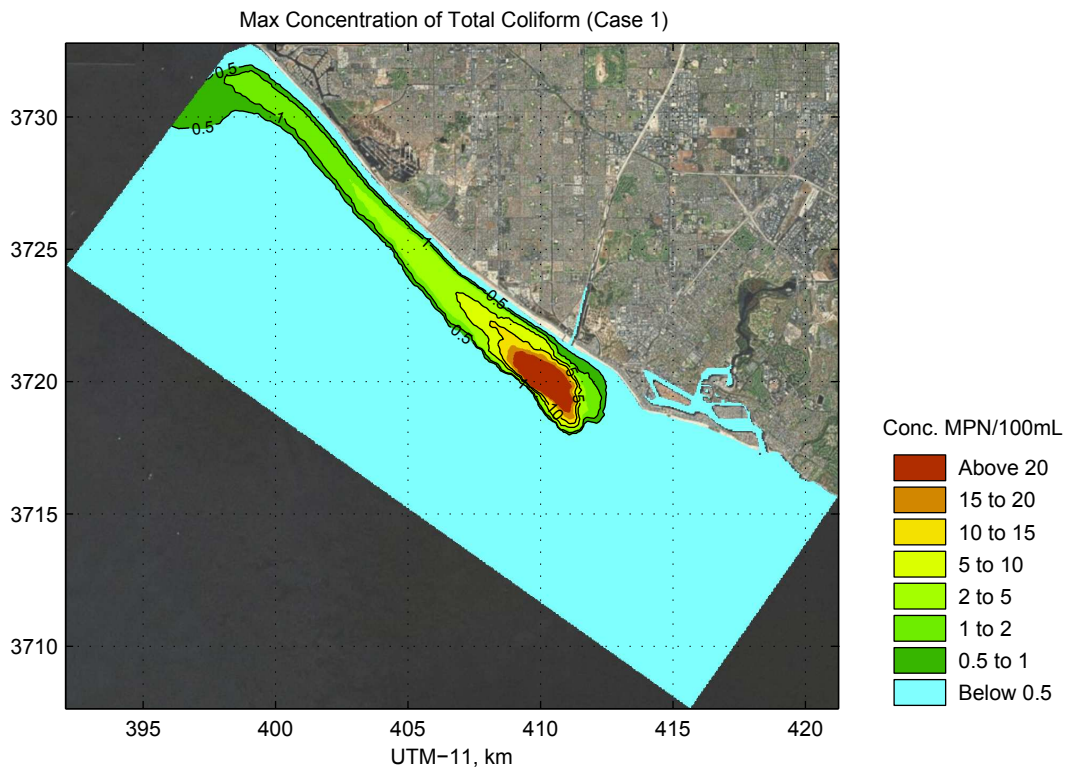 Max Concentration of Total Coliform (Case 1)
0.5
1
0.5
1
0.5
0.5
5
5
1
10
3730
3725
3720
3715
3710
395
400
405
410
415
420
UTM−11, km
Conc. MPN/100mL
Above 20
15 to 20
10 to 15
5 to 10
2 to 5
1 to 2
0.5 to 1
Below 0.5